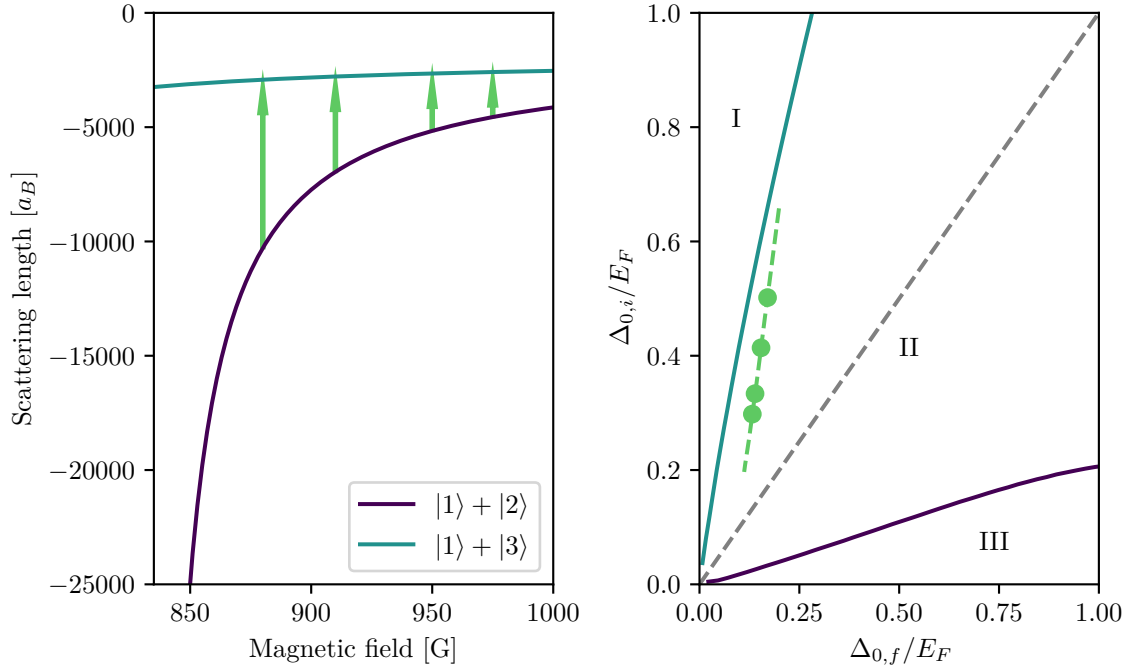 0
−5000
−10000
−15000
−20000
−25000
Scattering length [a_B]
850
900
950
1000
Magnetic field [G]
|1⟩ + |2⟩
|1⟩ + |3⟩
1.0
0.8
0.6
0.4
0.2
0.0
Δ_{0,i}/E_F
0.00
0.25
0.50
0.75
1.00
Δ_{0,f}/E_F
I
II
III